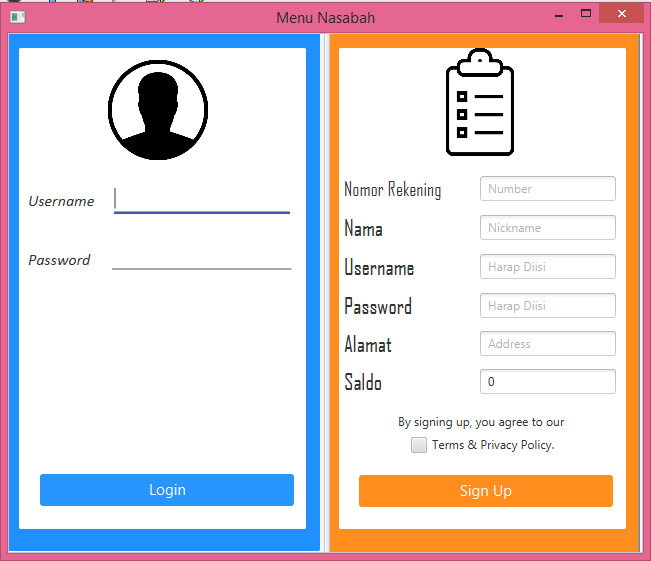 Menu Nasabah
Username
Password
Login
Nomor Rekening Number
Nama Nickname
Username Harap Diisi
Password Harap Diisi
Alamat Address
Saldo 0
By signing up, you agree to our
Terms & Privacy Policy.
Sign Up